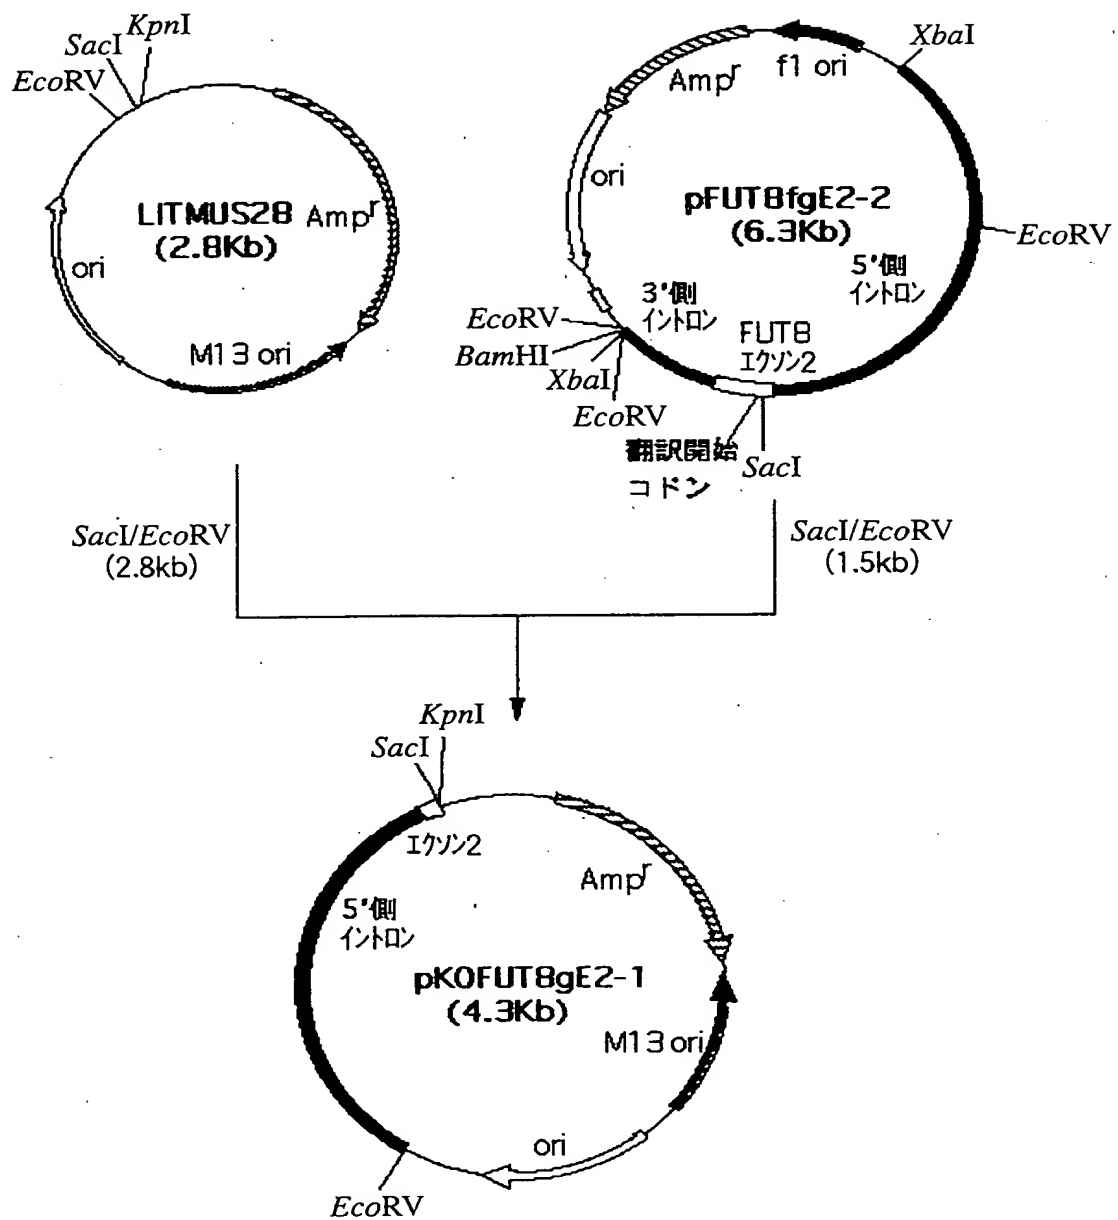 KpnI
SacI
EcoRV
LITMUS28
(2.8Kb)
Ampr
ori
M13 ori
XbaI
f1 ori
Ampr
ori
pFUT8fgE2-2
(6.3Kb)
EcoRV
5'側
イントロン
3'側
イントロン
FUT8
エクソン2
EcoRV
BamHI
XbaI
EcoRV
翻訳開始
コドン
SacI
SacI/EcoRV
(2.8kb)
SacI/EcoRV
(1.5kb)
KpnI
SacI
エクソン2
Ampr
5'側
イントロン
pKOFUT8gE2-1
(4.3Kb)
M13 ori
ori
EcoRV